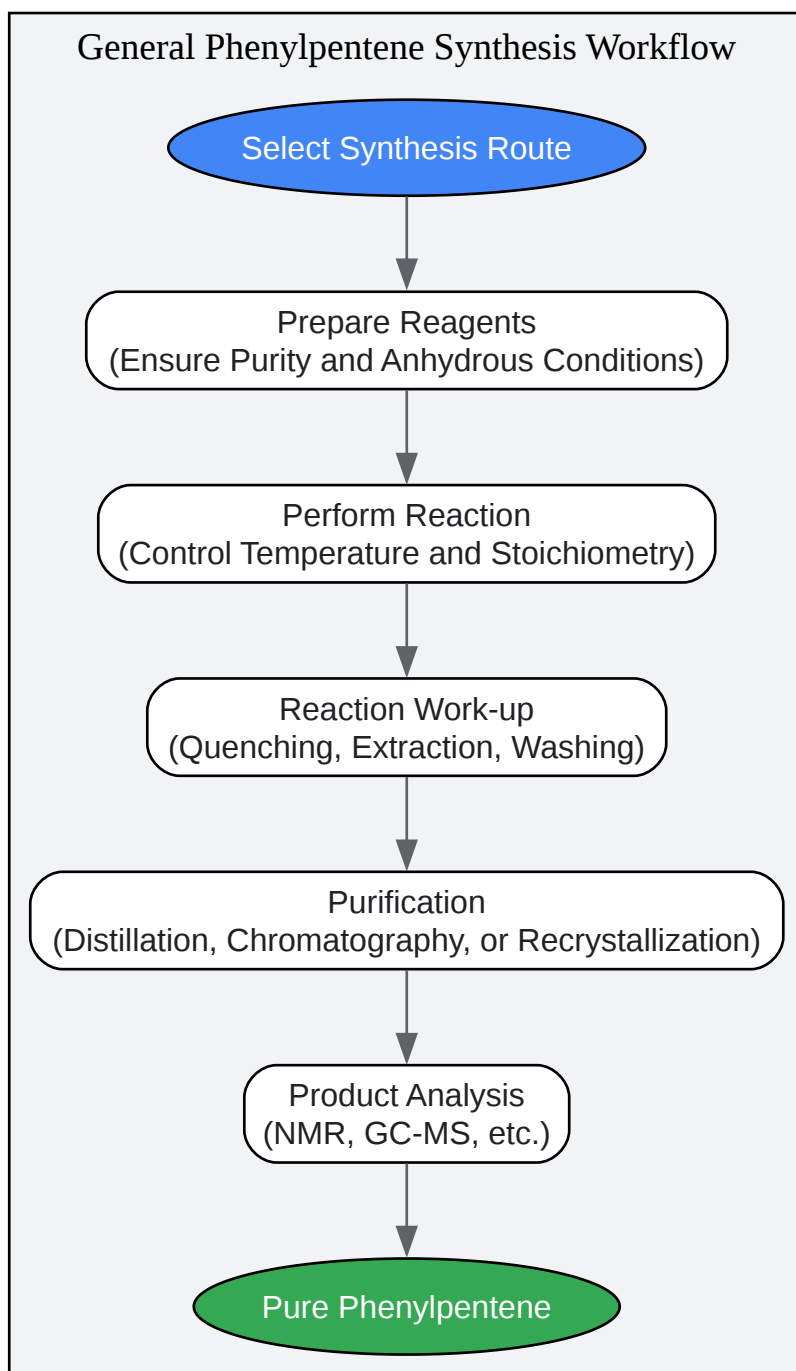 General Phenylpentene Synthesis Workflow
Select Synthesis Route
Prepare Reagents
(Ensure Purity and Anhydrous Conditions)
Perform Reaction
(Control Temperature and Stoichiometry)
Reaction Work-up
(Quenching, Extraction, Washing)
Purification
(Distillation, Chromatography, or Recrystallization)
Product Analysis
(NMR, GC-MS, etc.)
Pure Phenylpentene